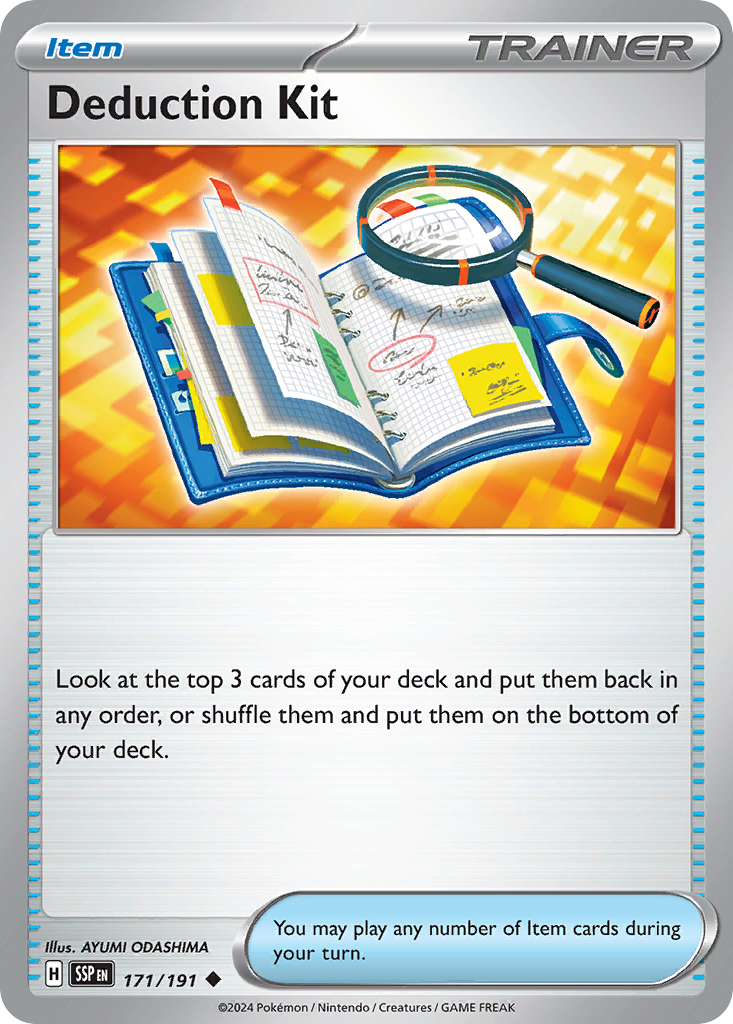 Item
TRAINER
Deduction Kit
Look at the top 3 cards of your deck and put them back in
any order, or shuffle them and put them on the bottom of
your deck.
You may play any number of Item cards during
your turn.
Illus. AYUMI ODASHIMA
H SSP EN 171/191
©2024 Pokémon / Nintendo / Creatures / GAME FREAK